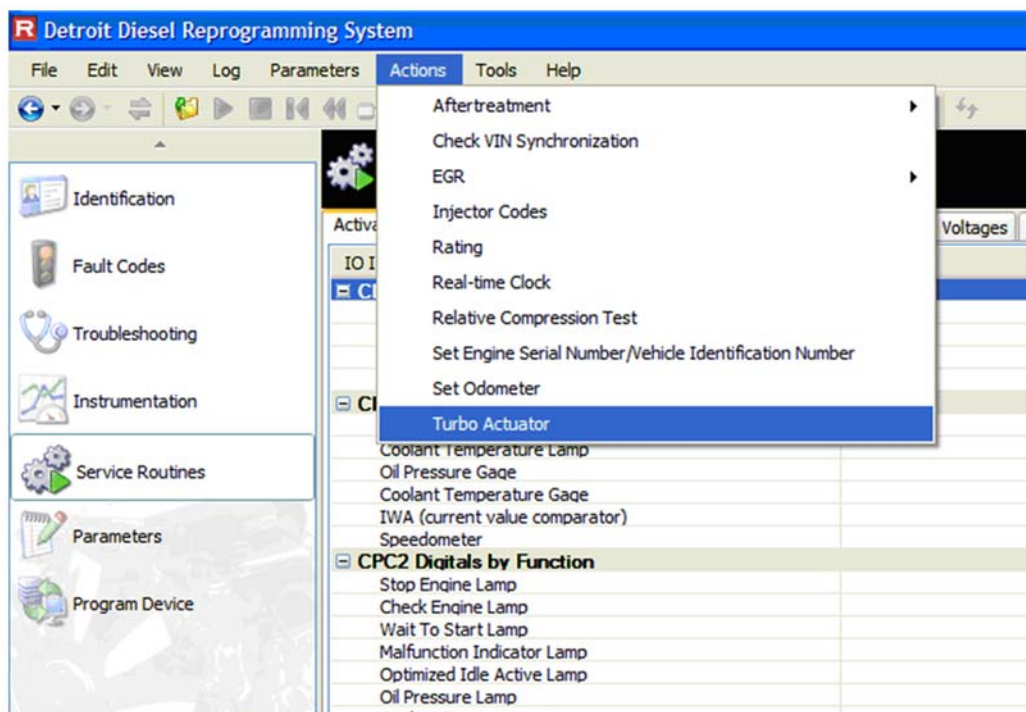 R Detroit Diesel Reprogramming System
File Edit View Log Parameters Actions Tools Help
Aftertreatment
Check VIN Synchronization
EGR
Injector Codes
Rating
Real-time Clock
Relative Compression Test
Set Engine Serial Number/Vehicle Identification Number
Set Odometer
Turbo Actuator
Identification
Fault Codes
Troubleshooting
Instrumentation
Service Routines
Parameters
Program Device
Voltages
Coolant Temperature Lamp
Oil Pressure Gage
Coolant Temperature Gage
IWA (current value comparator)
Speedometer
CPC2 Digitals by Function
Stop Engine Lamp
Check Engine Lamp
Wait To Start Lamp
Malfunction Indicator Lamp
Optimized Idle Active Lamp
Oil Pressure Lamp